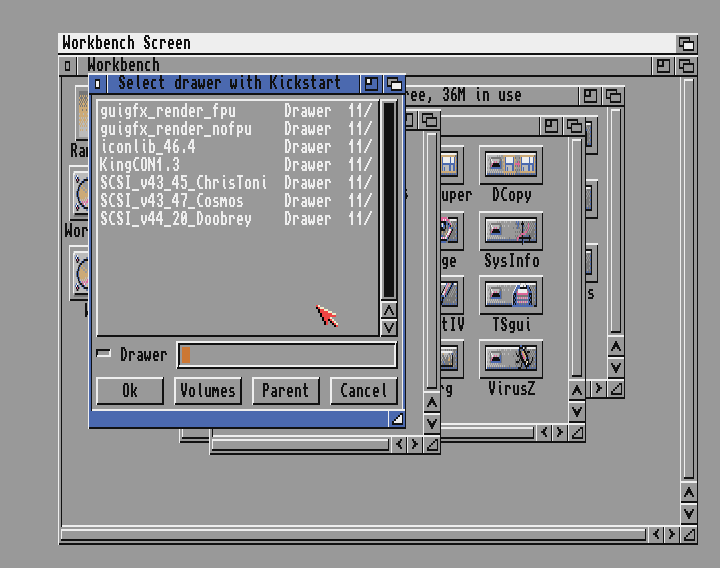 Workbench Screen
Workbench
Select drawer with Kickstart
ree, 36M in use
guigfx_render_fpu Drawer 11/
guigfx_render_nofpu Drawer 11/
iconlib_46.4 Drawer 11/
KingCON1.3 Drawer 11/
SCSI_v43_45_ChrisToni Drawer 11/
SCSI_v43_47_Cosmos Drawer 11/
SCSI_v44_20_Doobrey Drawer 11/
Ra
Wor
W
uper
DCopy
ge
SysInfo
s
tIV
TSgui
rg
VirusZ
Drawer
Ok
Volumes
Parent
Cancel